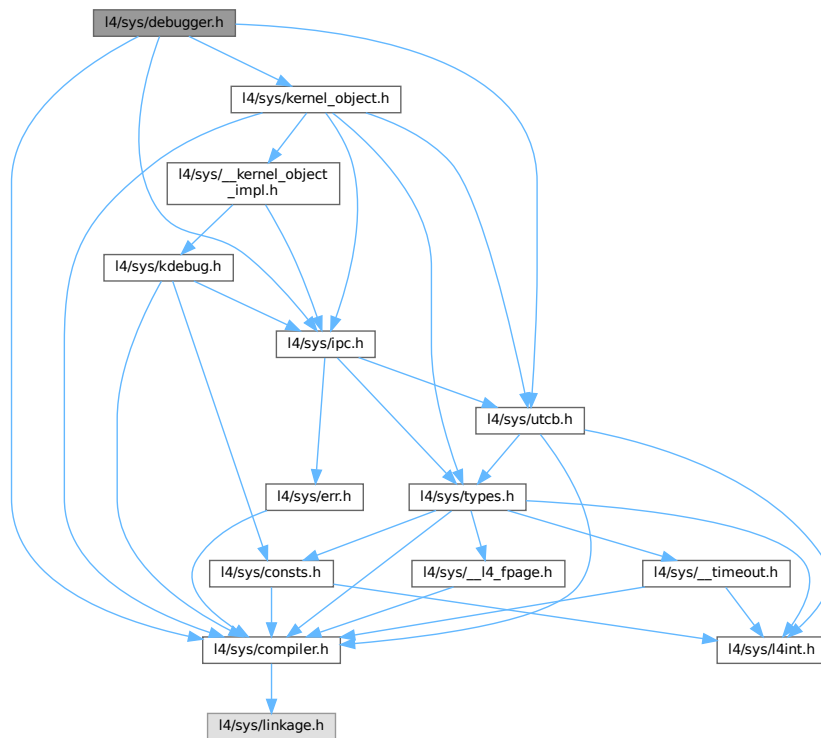 l4/sys/debugger.h
l4/sys/kernel_object.h
l4/sys/__kernel_object
_impl.h
l4/sys/kdebug.h
l4/sys/ipc.h
l4/sys/utcb.h
l4/sys/err.h
l4/sys/types.h
l4/sys/consts.h
l4/sys/__l4_fpage.h
l4/sys/__timeout.h
l4/sys/compiler.h
l4/sys/l4int.h
l4/sys/linkage.h